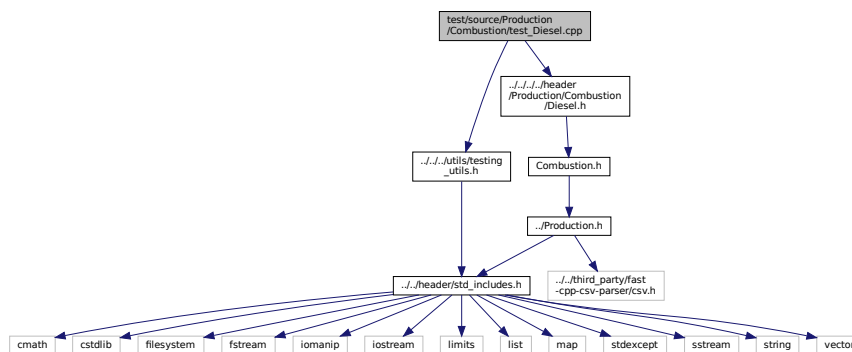 test/source/Production
/Combustion/test_Diesel.cpp
../../../../header
/Production/Combustion
/Diesel.h
../../../utils/testing
_utils.h
Combustion.h
../Production.h
../../header/std_includes.h
../../third_party/fast
-cpp-csv-parser/csv.h
cmath
cstdlib
filesystem
fstream
iomanip
iostream
limits
list
map
stdexcept
sstream
string
vector